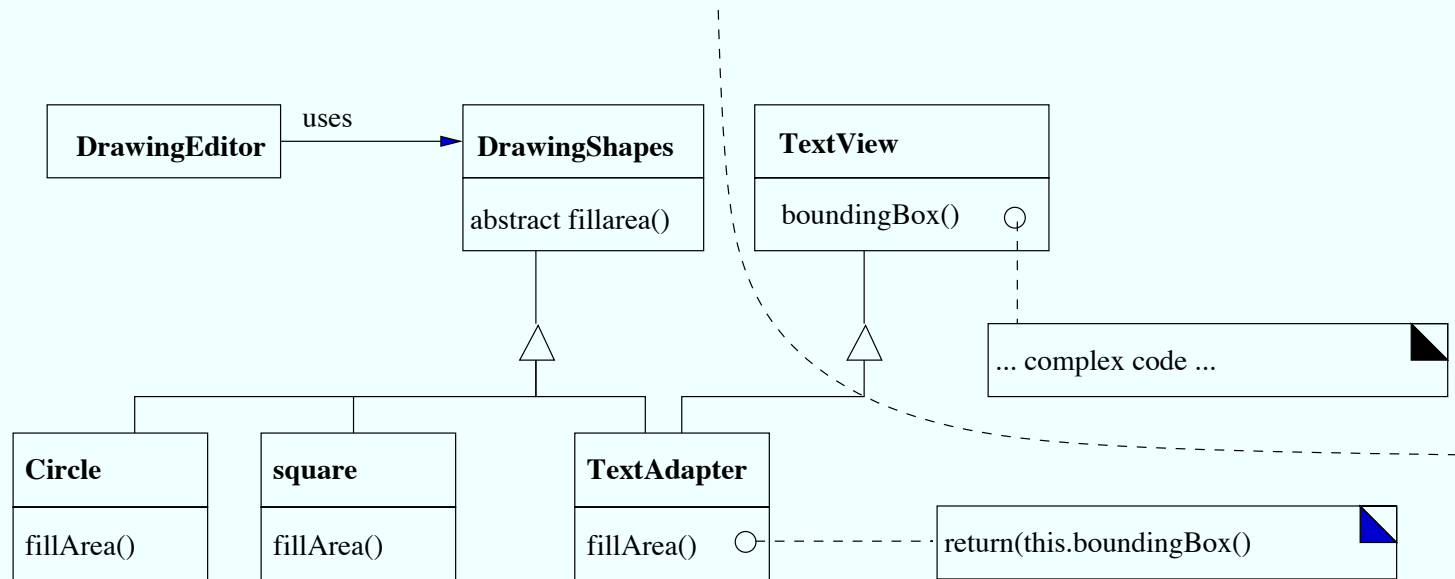 uses
DrawingEditor
DrawingShapes
TextView
abstract fillarea()
boundingBox()
... complex code ...
Circle
square
TextAdapter
fillArea()
fillArea()
fillArea()
return(this.boundingBox()